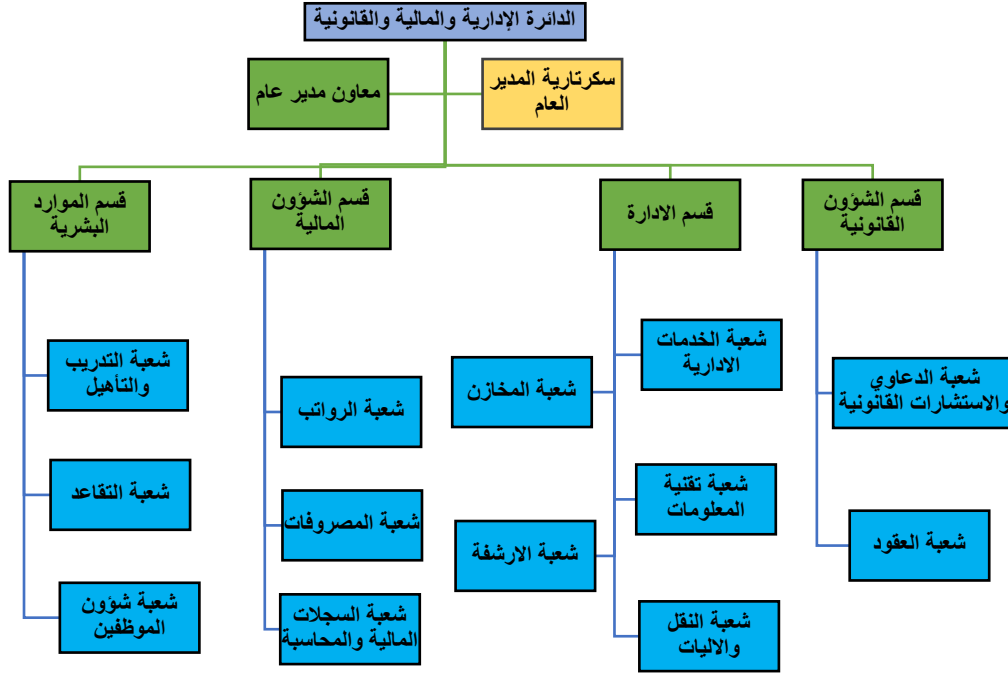 الدائرة الإدارية والمالية والقانونية
سكرتارية المدير
العام
معاون مدير عام
قسم الشؤون
القانونية
قسم الادارة
قسم الشؤون
المالية
قسم الموارد
البشرية
شعبة الدعاوي
والاستشارات القانونية
شعبة العقود
شعبة الخدمات
الادارية
شعبة المخازن
شعبة تقنية
المعلومات
شعبة الارشفة
شعبة النقل
والاليات
شعبة الرواتب
شعبة المصروفات
شعبة السجلات
المالية والمحاسبة
شعبة التدريب
والتأهيل
شعبة التقاعد
شعبة شؤون
الموظفين